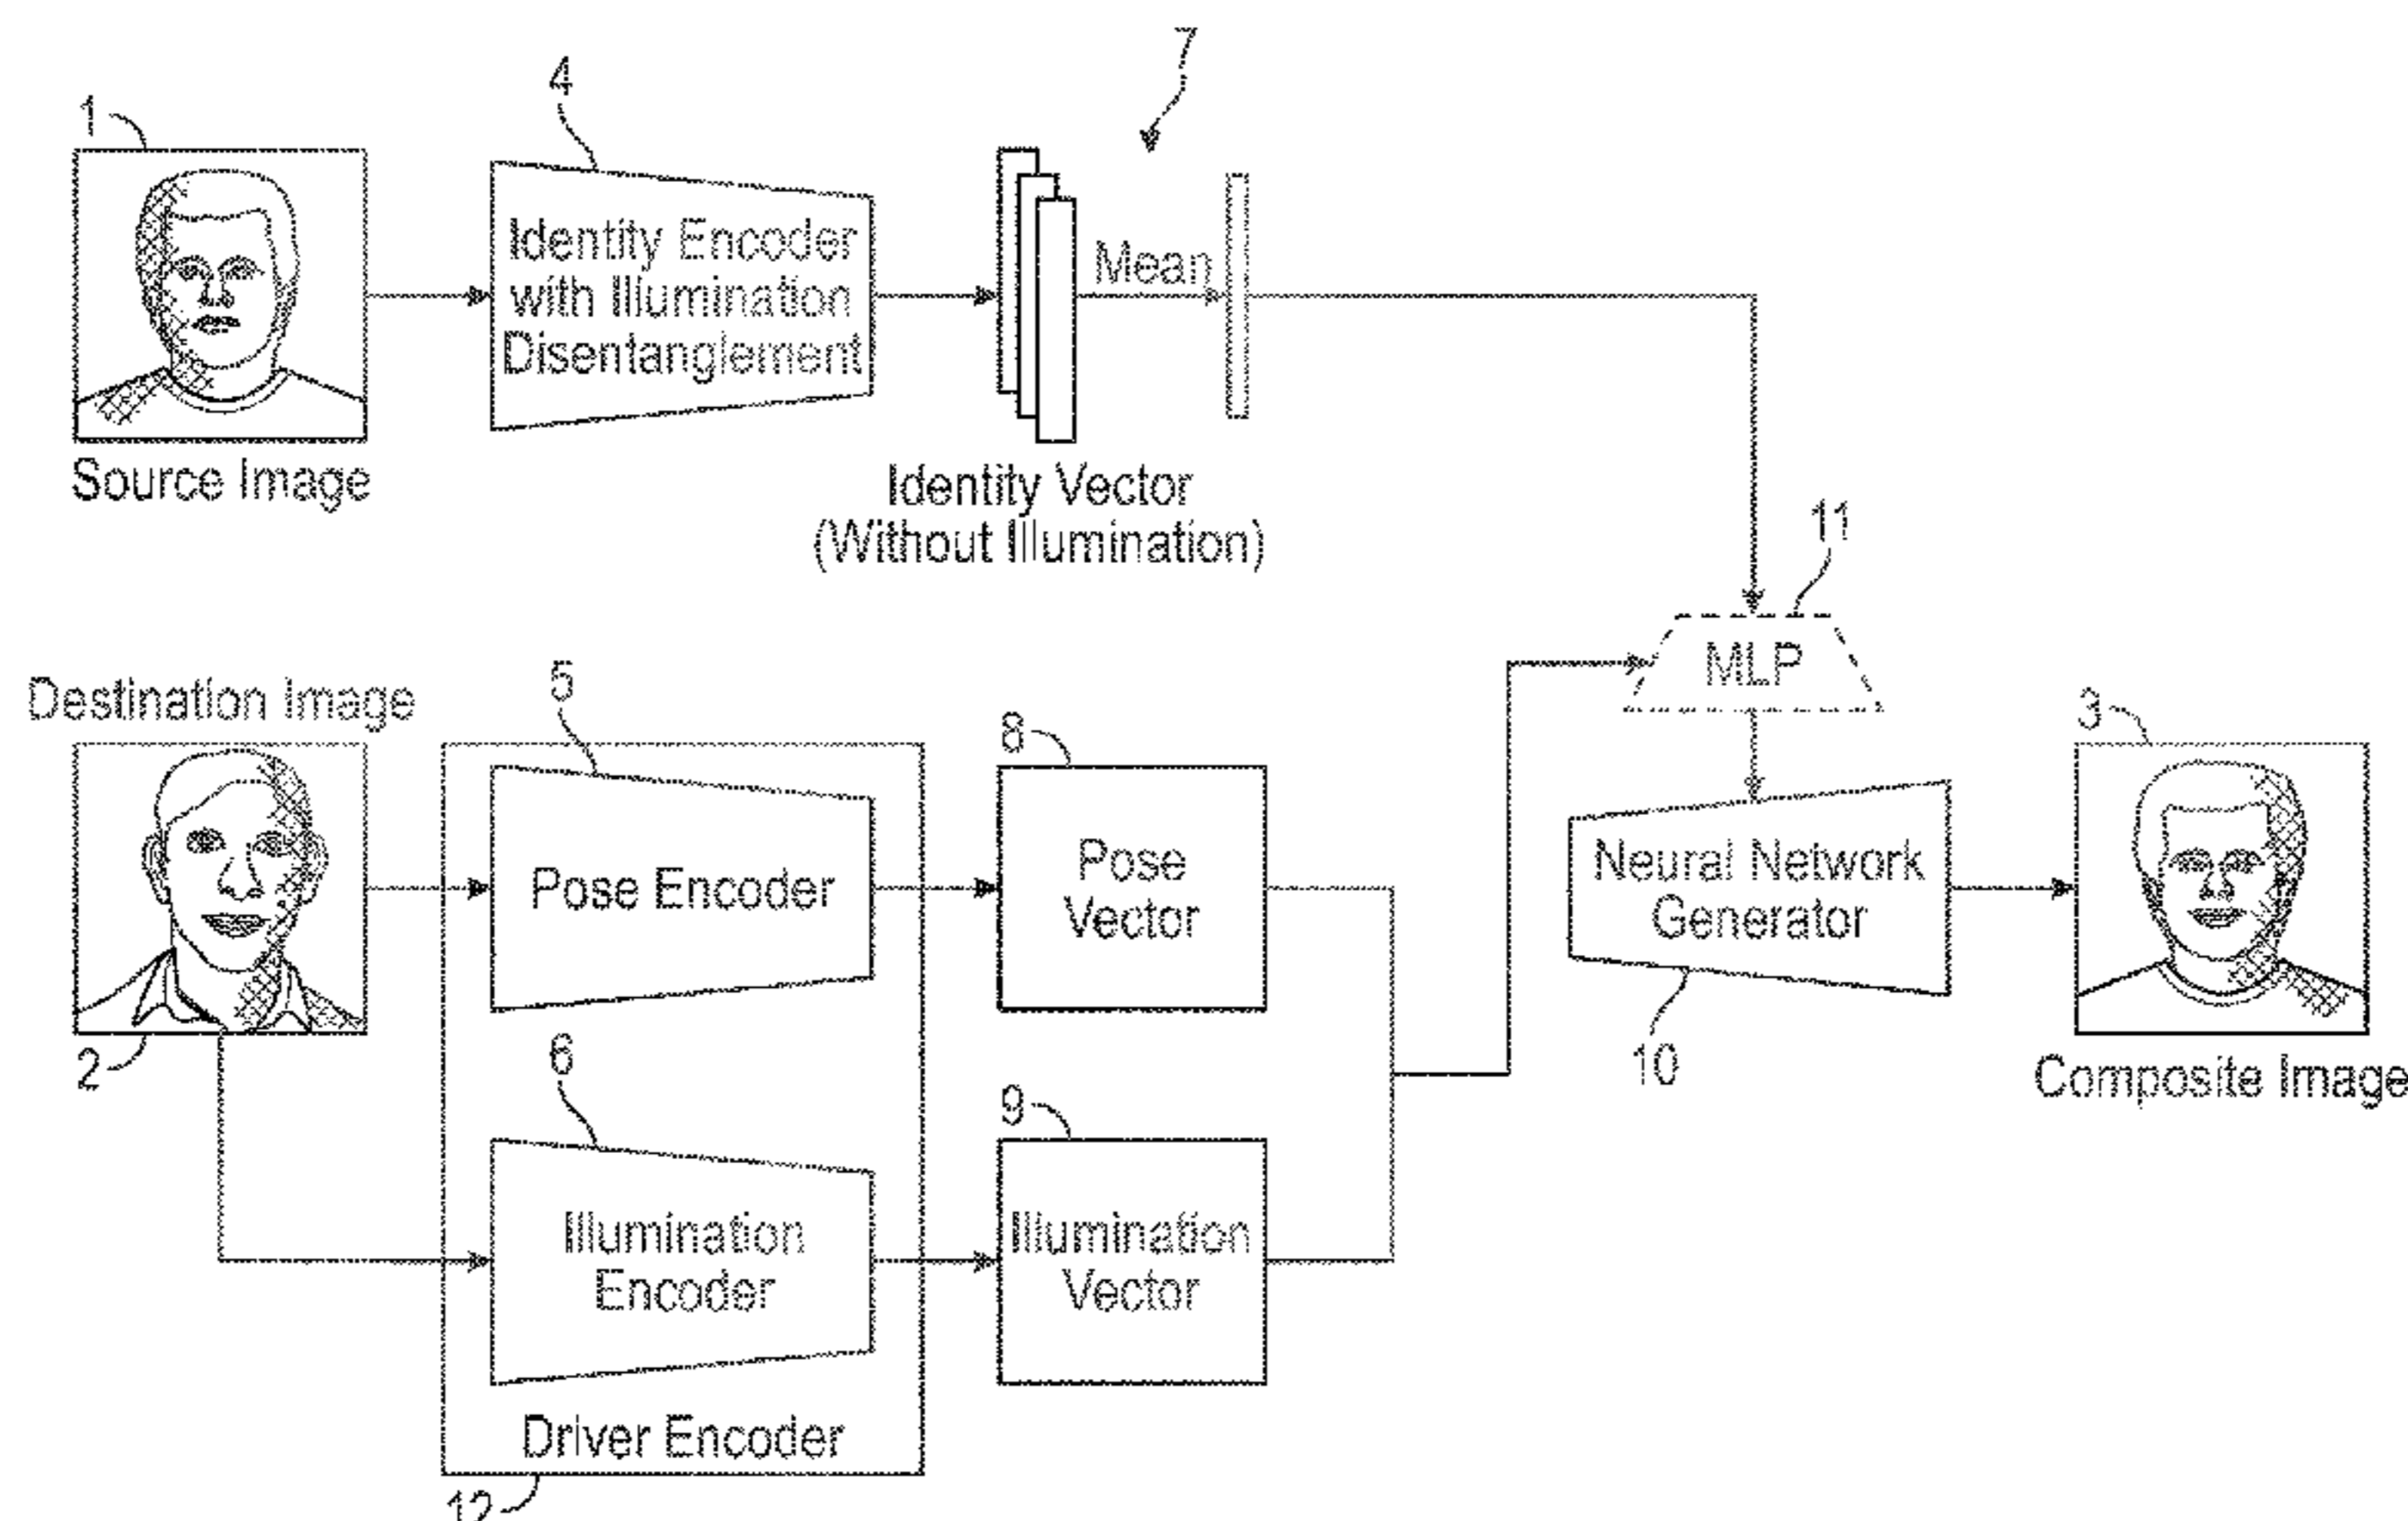 7
4
1
Identity Encoder
with Illumination
Disentanglement
Mean
Source Image
Identity Vector
(Without Illumination)
11
MLP
Destination Image
5
8
3
Pose Encoder
Pose
Vector
Neural Network
Generator
2
6
9
10
Composite Image
Illumination
Encoder
Illumination
Vector
Driver Encoder
12